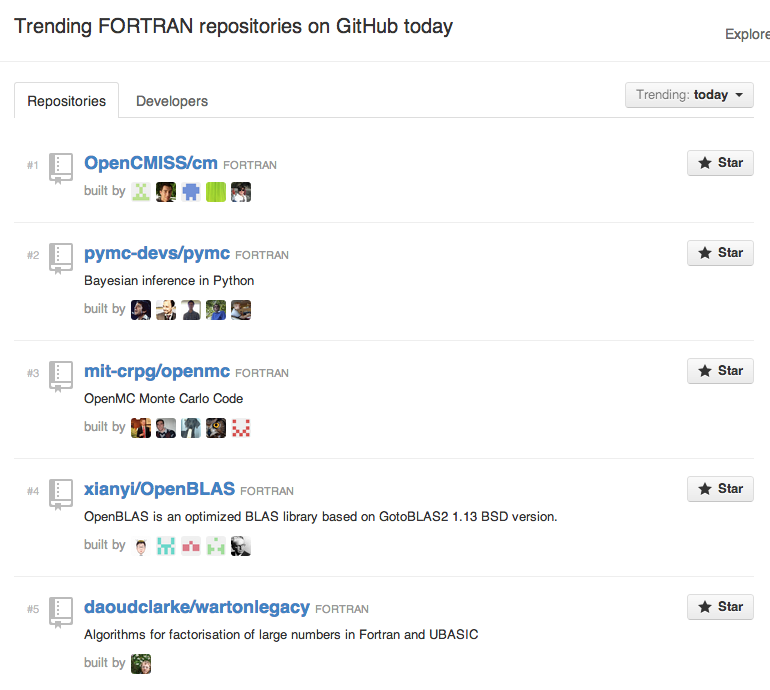 Trending FORTRAN repositories on GitHub today
Explore
Repositories
Developers
Trending: today
#1
OpenCMISS/cm FORTRAN
Star
built by
#2
pymc-devs/pymc FORTRAN
Star
Bayesian inference in Python
built by
#3
mit-crpg/openmc FORTRAN
Star
OpenMC Monte Carlo Code
built by
#4
xianyi/OpenBLAS FORTRAN
Star
OpenBLAS is an optimized BLAS library based on GotoBLAS2 1.13 BSD version.
built by
#5
daoudclarke/wartonlegacy FORTRAN
Star
Algorithms for factorisation of large numbers in Fortran and UBASIC
built by